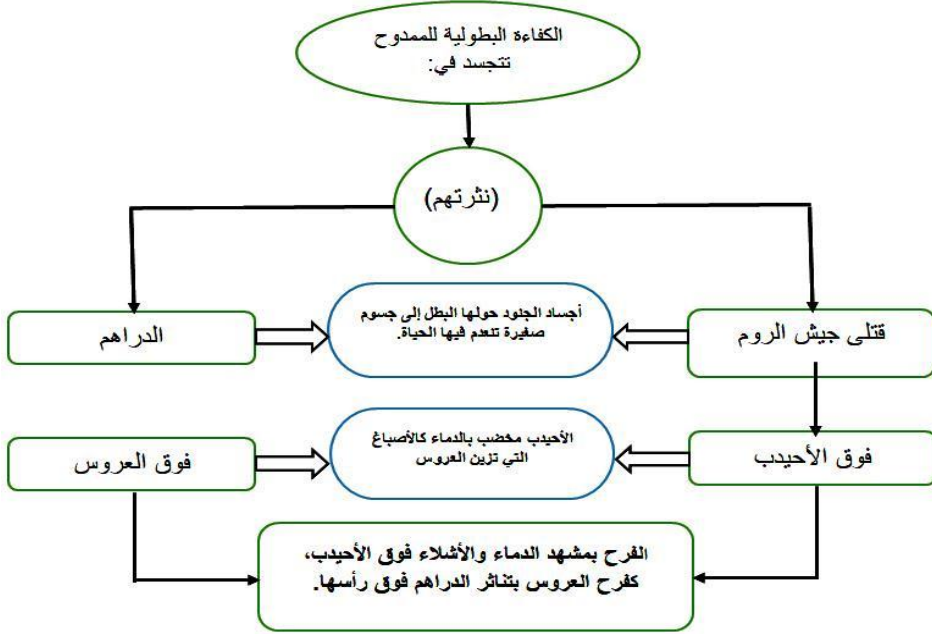 الكفاءة البطولية للممدوح
تتجسد في:
(نثرتهم)
قتلى جيش الروم
أجساد الجنود حولها البطل إلى جسوم
صغيرة تنعدم فيها الحياة.
الدراهم
فوق الأحيدب
الأحيدب مخضب بالدماء كالأصباغ
التي تزين العروس
فوق العروس
الفرح بمشهد الدماء والأشلاء فوق الأحيدب،
كفرح العروس بتناثر الدراهم فوق رأسها.